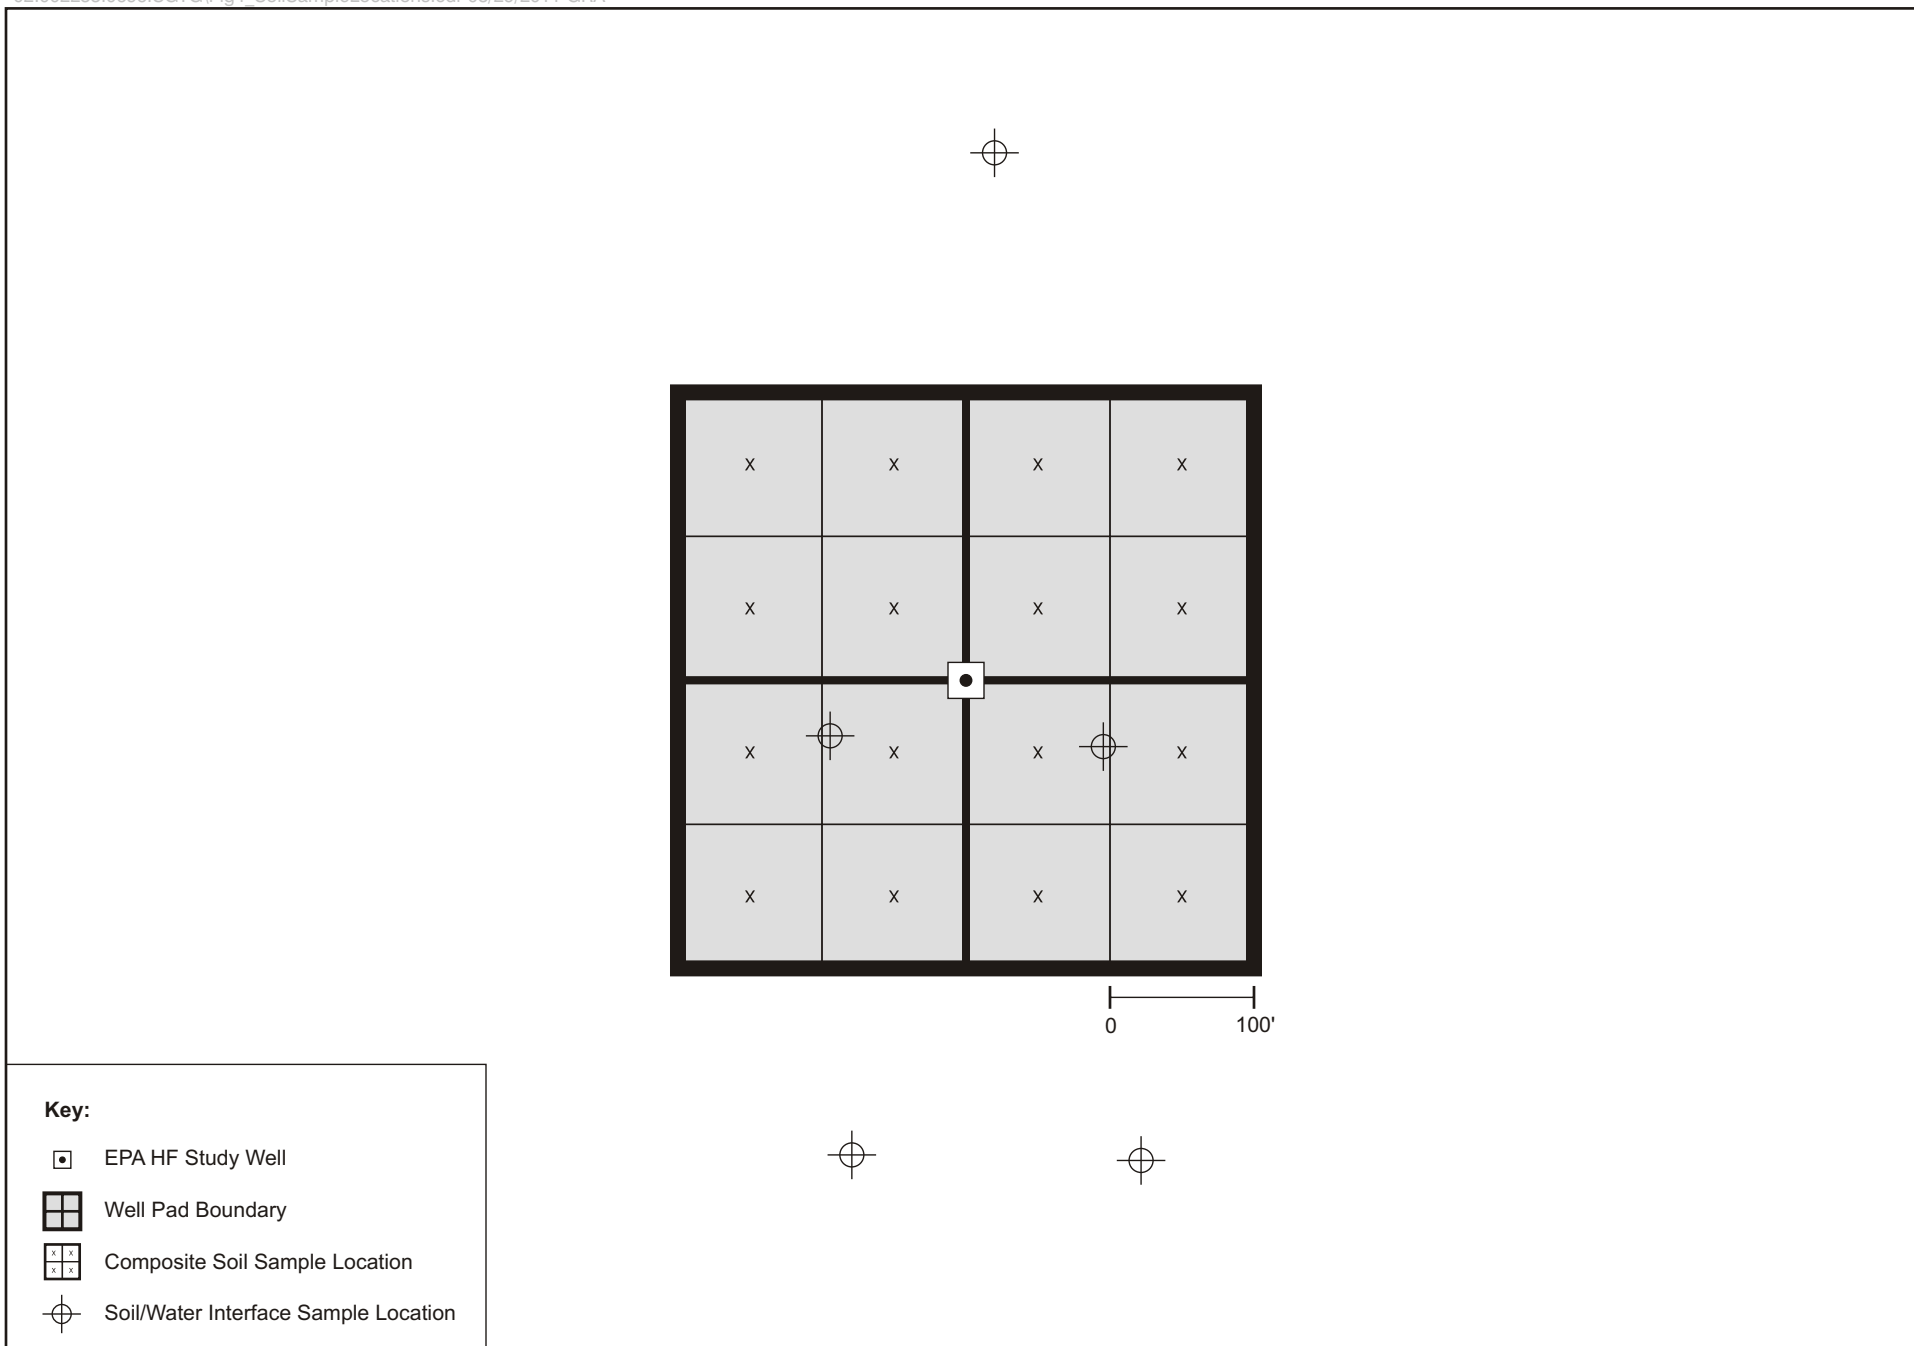 X X X X
X X X X
X X X X
X X X X
0 100'
Key:
EPA HF Study Well
Well Pad Boundary
x x
x x
Composite Soil Sample Location
Soil/Water Interface Sample Location